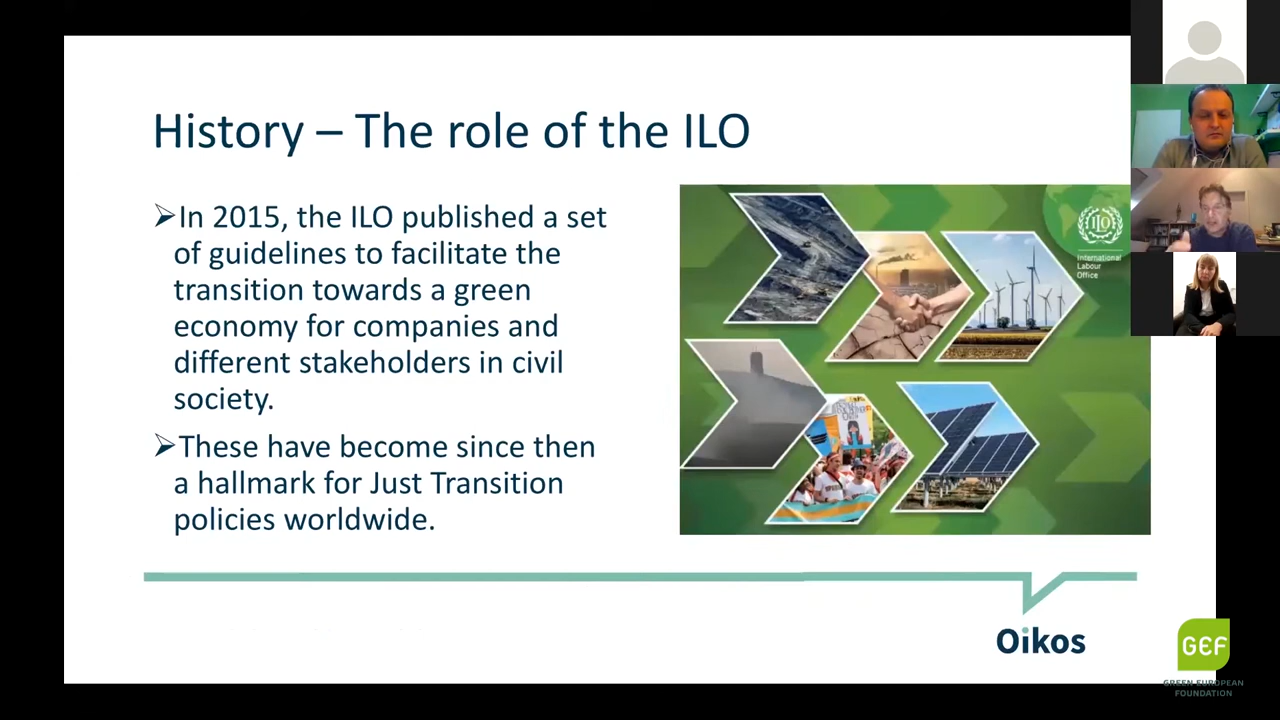 History – The role of the ILO
➢In 2015, the ILO published a set
of guidelines to facilitate the
transition towards a green
economy for companies and
different stakeholders in civil
society.
➢These have become since then
a hallmark for Just Transition
policies worldwide.
ILO
International
Labour
Office
Oikos
GEF
GREEN EUROPEAN
FOUNDATION